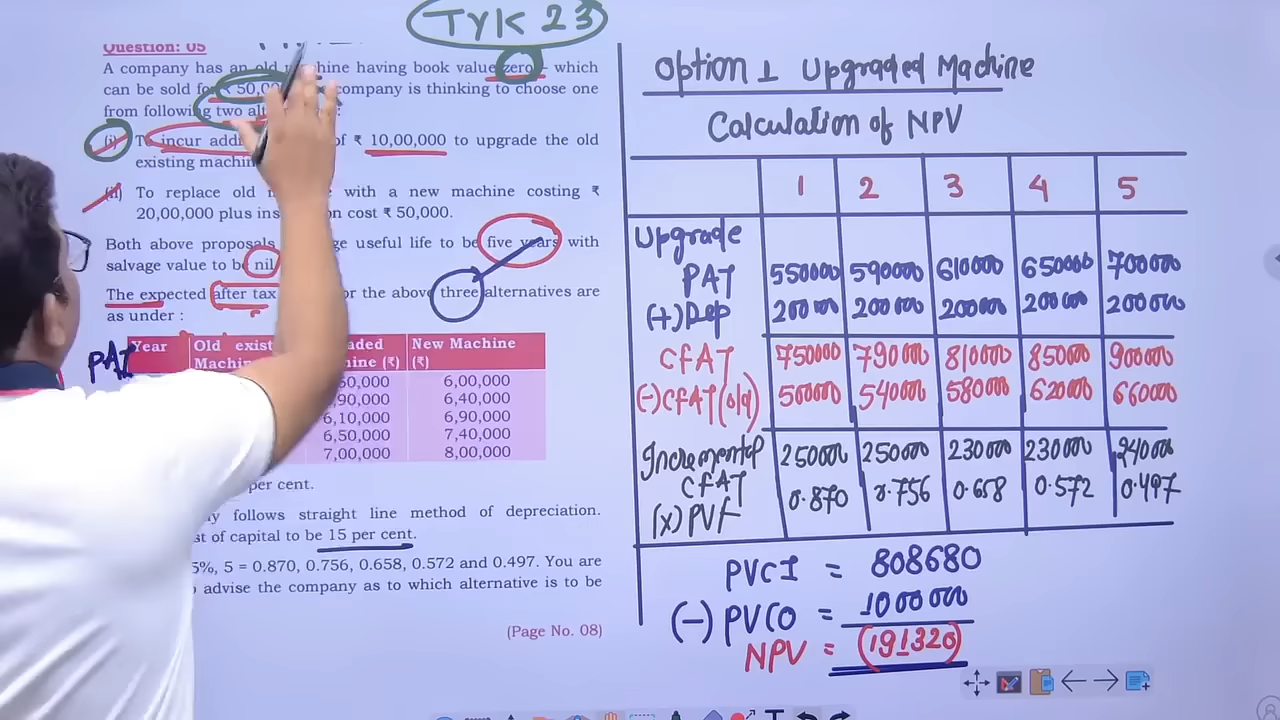 TYK 23
Question: 05
A company has an old machine having book value zero - which
can be sold for ₹ 50,00 company is thinking to choose one
from following two alt
(i) To incur addi of ₹ 10,00,000 to upgrade the old
existing machin
(ii) To replace old with a new machine costing ₹
20,00,000 plus ins on cost ₹ 50,000.
Both above proposals ge useful life to be five years with
salvage value to be nil
The expected after tax or the above three alternatives are
as under :
PAT
Year Old exist aded New Machine
Machin ine (₹) (₹)
50,000 6,00,000
,90,000 6,40,000
6,10,000 6,90,000
6,50,000 7,40,000
7,00,000 8,00,000
per cent.
y follows straight line method of depreciation.
st of capital to be 15 per cent.
5%, 5 = 0.870, 0.756, 0.658, 0.572 and 0.497. You are
advise the company as to which alternative is to be
(Page No. 08)
Option 1 Upgraded Machine
Calculation of NPV
1 2 3 4 5
Upgrade
PAT 550000 590000 610000 650000 700000
(+) Dep 200000 200000 200000 200000 200000
CFAT 750000 790000 810000 850000 900000
(-) CFAT (old) 500000 540000 580000 620000 660000
Incremental 250000 250000 230000 230000 240000
CFAT
(x) PVF 0.870 0.756 0.658 0.572 0.497
PVCI = 808680
(-) PVCO = 1000000
NPV = (191320)